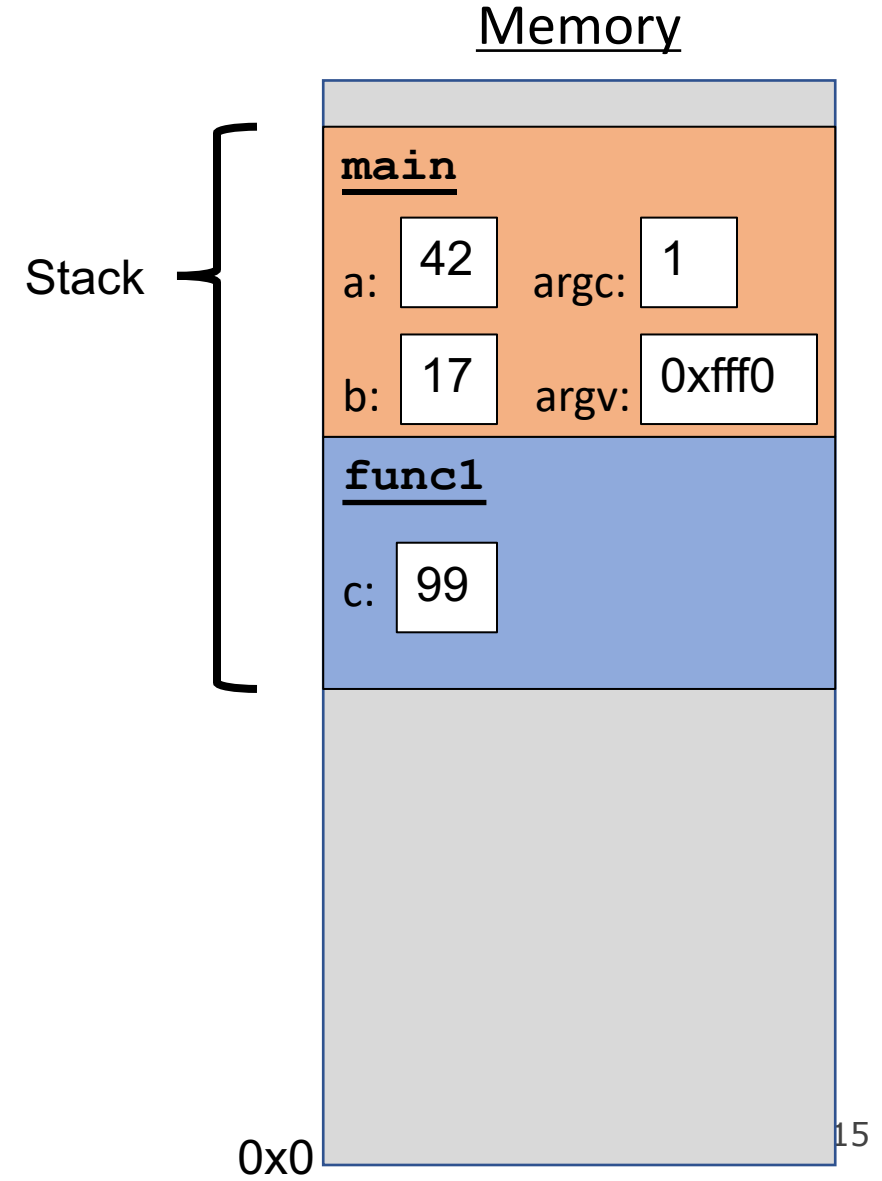 Memory
main
Stack
a: 42 argc: 1
b: 17 argv: 0xfff0
func1
c: 99
15
0x0